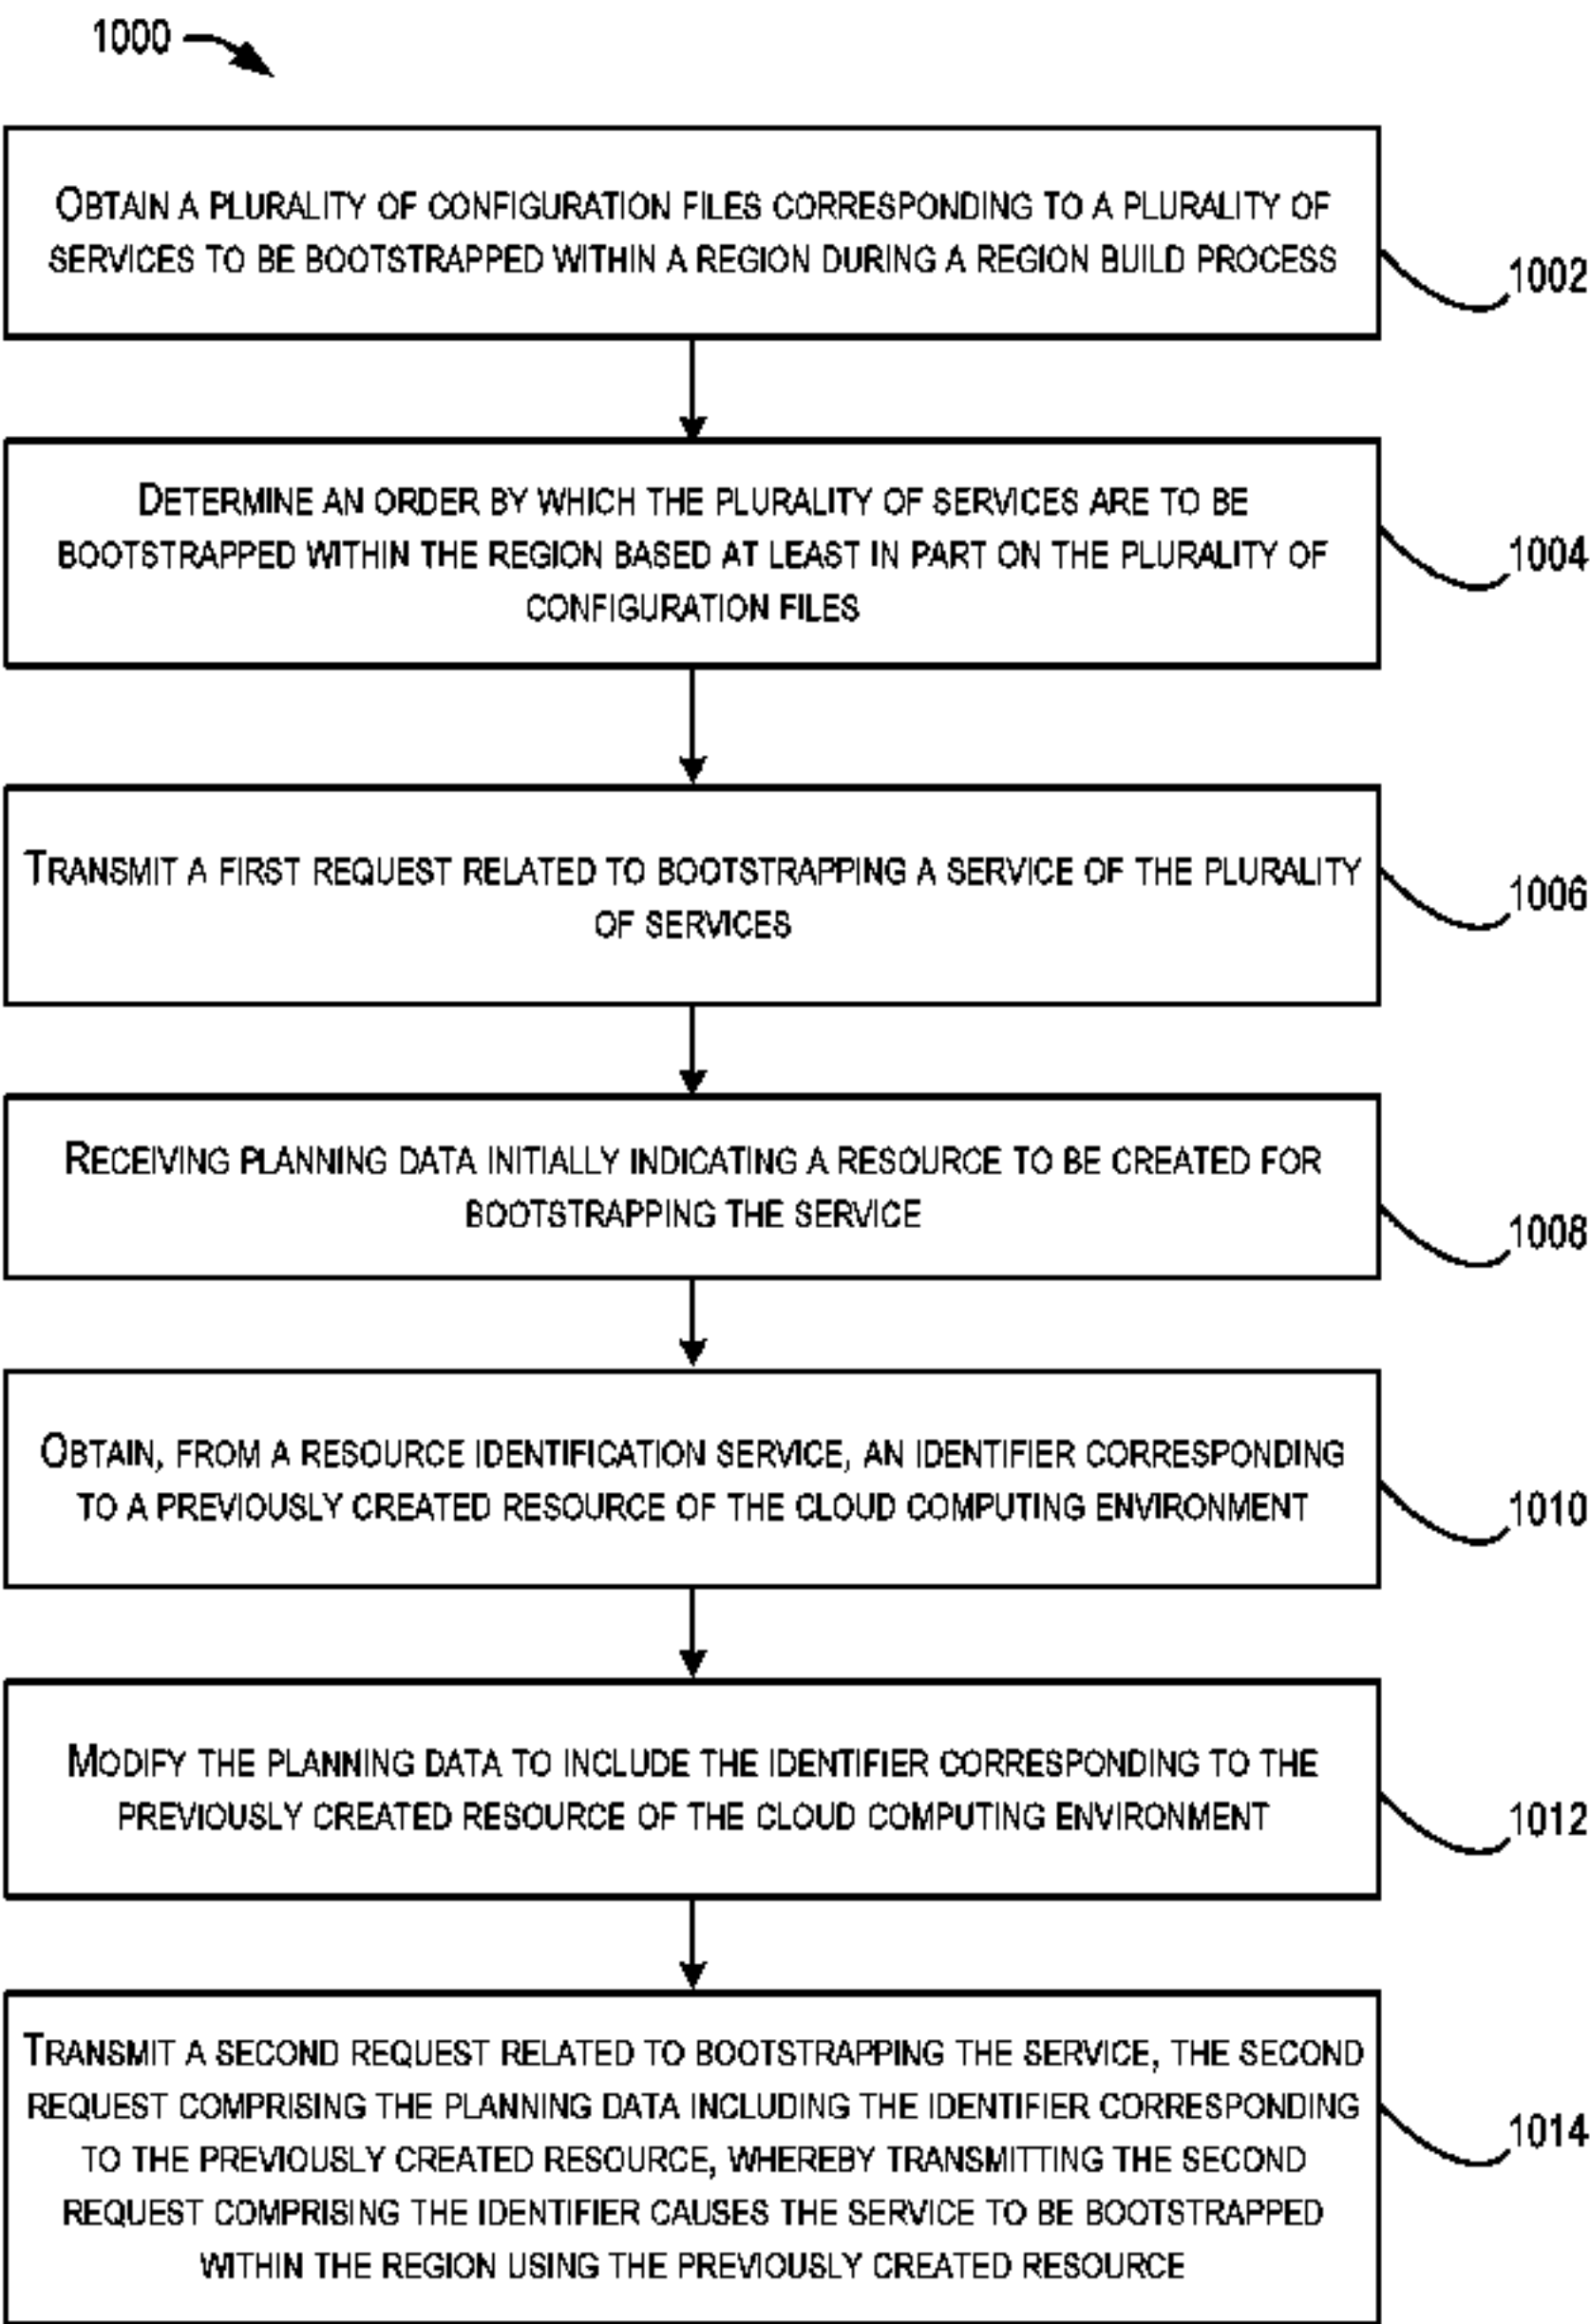 1000
OBTAIN A PLURALITY OF CONFIGURATION FILES CORRESPONDING TO A PLURALITY OF
SERVICES TO BE BOOTSTRAPPED WITHIN A REGION DURING A REGION BUILD PROCESS
1002
DETERMINE AN ORDER BY WHICH THE PLURALITY OF SERVICES ARE TO BE
BOOTSTRAPPED WITHIN THE REGION BASED AT LEAST IN PART ON THE PLURALITY OF
CONFIGURATION FILES
1004
TRANSMIT A FIRST REQUEST RELATED TO BOOTSTRAPPING A SERVICE OF THE PLURALITY
OF SERVICES
1006
RECEIVING PLANNING DATA INITIALLY INDICATING A RESOURCE TO BE CREATED FOR
BOOTSTRAPPING THE SERVICE
1008
OBTAIN, FROM A RESOURCE IDENTIFICATION SERVICE, AN IDENTIFIER CORRESPONDING
TO A PREVIOUSLY CREATED RESOURCE OF THE CLOUD COMPUTING ENVIRONMENT
1010
MODIFY THE PLANNING DATA TO INCLUDE THE IDENTIFIER CORRESPONDING TO THE
PREVIOUSLY CREATED RESOURCE OF THE CLOUD COMPUTING ENVIRONMENT
1012
TRANSMIT A SECOND REQUEST RELATED TO BOOTSTRAPPING THE SERVICE, THE SECOND
REQUEST COMPRISING THE PLANNING DATA INCLUDING THE IDENTIFIER CORRESPONDING
TO THE PREVIOUSLY CREATED RESOURCE, WHEREBY TRANSMITTING THE SECOND
REQUEST COMPRISING THE IDENTIFIER CAUSES THE SERVICE TO BE BOOTSTRAPPED
WITHIN THE REGION USING THE PREVIOUSLY CREATED RESOURCE
1014